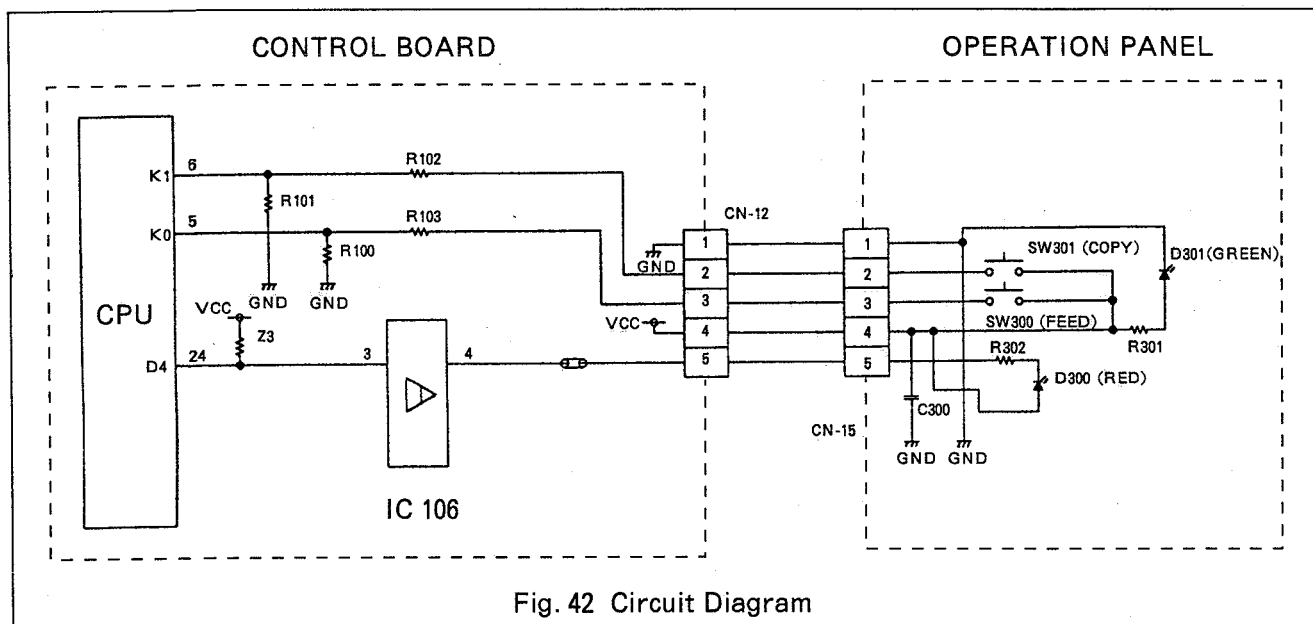 CONTROL BOARD
OPERATION PANEL
CPU
K1
6
R102
R101
K0
5
R103
R100
GND
GND
VCC
Z3
D4
24
3
4
IC 106
CN-12
1
2
3
4
5
GND
VCC
1
2
3
4
5
CN-15
SW301 (COPY)
D301(GREEN)
SW300 (FEED)
R301
R302
D300 (RED)
C300
GND
GND
Fig. 42 Circuit Diagram